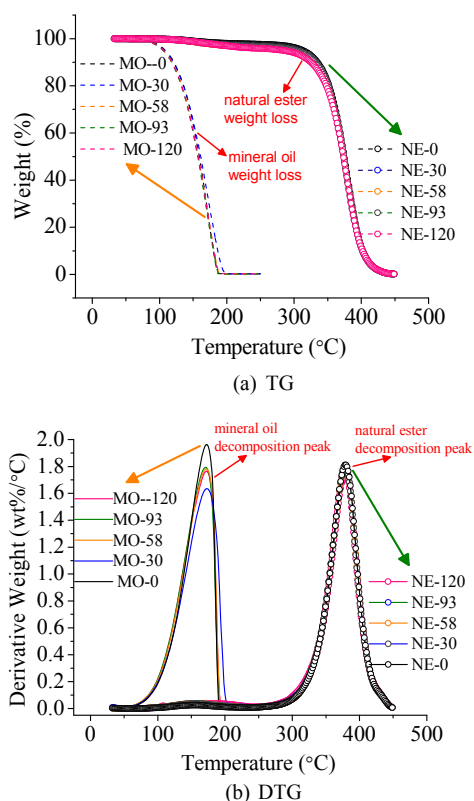 100
80
60
40
20
0
Weight (%)
MO--0
MO-30
MO-58
MO-93
MO-120
natural ester
weight loss
mineral oil
weight loss
NE-0
NE-30
NE-58
NE-93
NE-120
0 100 200 300 400 500
Temperature (°C)
(a) TG
mineral oil
decomposition peak
natural ester
decomposition peak
2.0
1.8
1.6
1.4
1.2
1.0
0.8
0.6
0.4
0.2
0.0
Derivative Weight (wt%/°C)
MO--120
MO-93
MO-58
MO-30
MO-0
NE-120
NE-93
NE-58
NE-30
NE-0
0 100 200 300 400 500
Temperature (°C)
(b) DTG